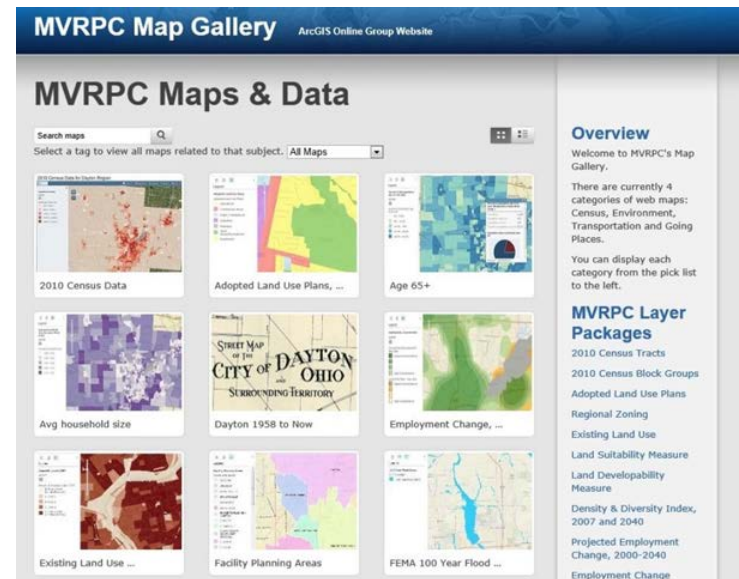 MVRPC Map Gallery ArcGIS Online Group Website
MVRPC Maps & Data
Search maps
Select a tag to view all maps related to that subject. All Maps
2010 Census Data for Dayton Region
2010 Census Data
Adopted Land Use Plans, ...
Age 65+
Avg household size
STREET MAP
OF THE
CITY OF DAYTON
OHIO
AND
SURROUNDING TERRITORY
Dayton 1958 to Now
Employment Change, ...
Existing Land Use ...
Facility Planning Areas
FEMA 100 Year Flood ...
Overview
Welcome to MVRPC's Map
Gallery.
There are currently 4
categories of web maps:
Census, Environment,
Transportation and Going
Places.
You can display each
category from the pick list
to the left.
MVRPC Layer
Packages
2010 Census Tracts
2010 Census Block Groups
Adopted Land Use Plans
Regional Zoning
Existing Land Use
Land Suitability Measure
Land Developability
Measure
Density & Diversity Index,
2007 and 2040
Projected Employment
Change, 2000-2040
Employment Change